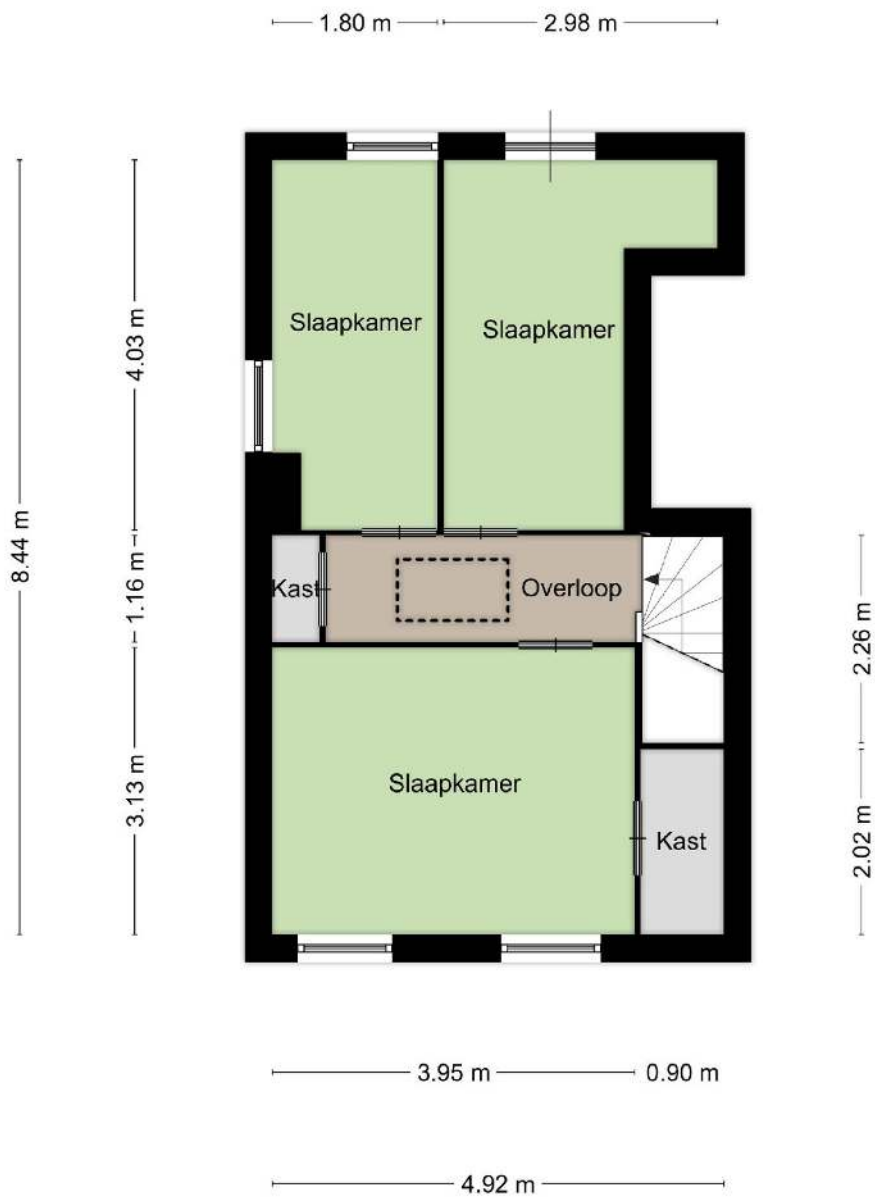 1.80 m
2.98 m
8.44 m
4.03 m
1.16 m
3.13 m
Slaapkamer
Slaapkamer
Kast
Overloop
Slaapkamer
Kast
2.26 m
2.02 m
3.95 m
0.90 m
4.92 m